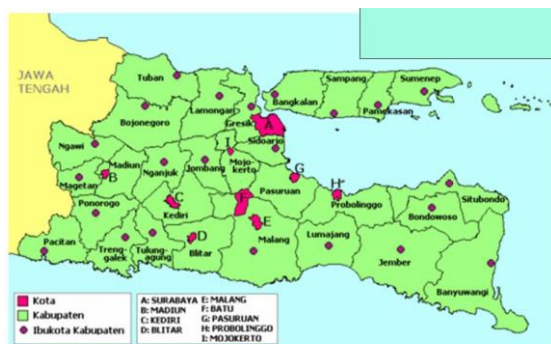 JAWA
TENGAH
Tuban
Sampang
Sumenep
Bangkalan
Pamekasan
Lamongan
Bojonegoro
Gresik
A
Sidoarjo
I
Ngawi
Madiun
B
Magetan
Nganjuk
Jombang
Mojo-
kerto
G
Pasuruan
H
Probolinggo
Situbondo
Bondowoso
Ponorogo
C
Kediri
F
E
Pacitan
Treng-
galek
Tulung-
agung
D
Blitar
Malang
Lumajang
Jember
Banyuwangi
Kota
Kabupaten
Ibukota Kabupaten
A: SURABAYA
B: MADIUN
C: KEDIRI
D: BLITAR
E: MALANG
F: BATU
G: PASURUAN
H: PROBOLINGGO
I: MOJOKERTO